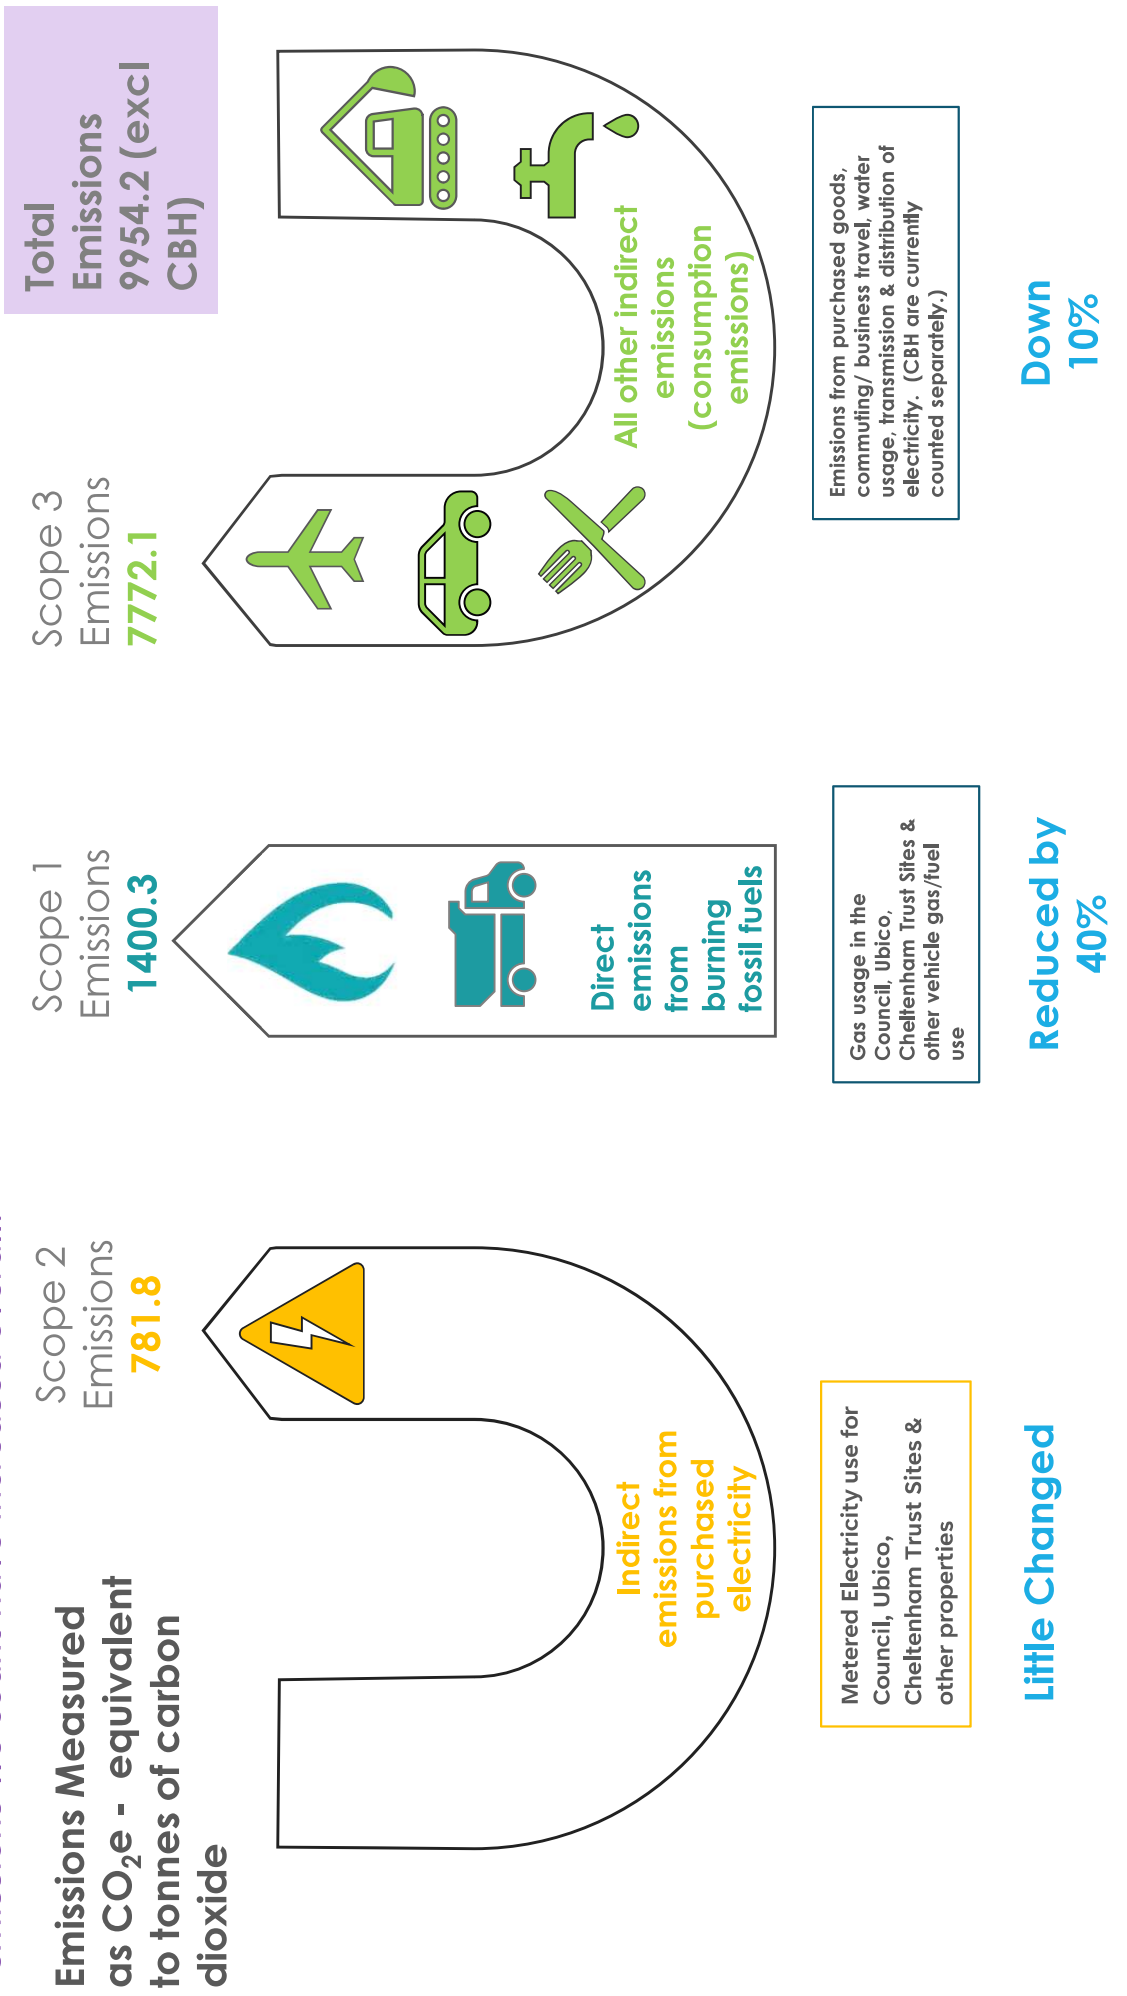 Emissions Measured
as CO₂e - equivalent
to tonnes of carbon
dioxide
Scope 2
Emissions
781.8
Indirect
emissions from
purchased
electricity
Metered Electricity use for
Council, Ubico,
Cheltenham Trust Sites &
other properties
Little Changed
Scope 1
Emissions
1400.3
Direct
emissions
from
burning
fossil fuels
Gas usage in the
Council, Ubico,
Cheltenham Trust Sites &
other vehicle gas/fuel
use
Reduced by
40%
Scope 3
Emissions
7772.1
All other indirect
emissions
(consumption
emissions)
Emissions from purchased goods,
commuting/ business travel, water
usage, transmission & distribution of
electricity. (CBH are currently
counted separately.)
Down
10%
Total
Emissions
9954.2 (excl
CBH)